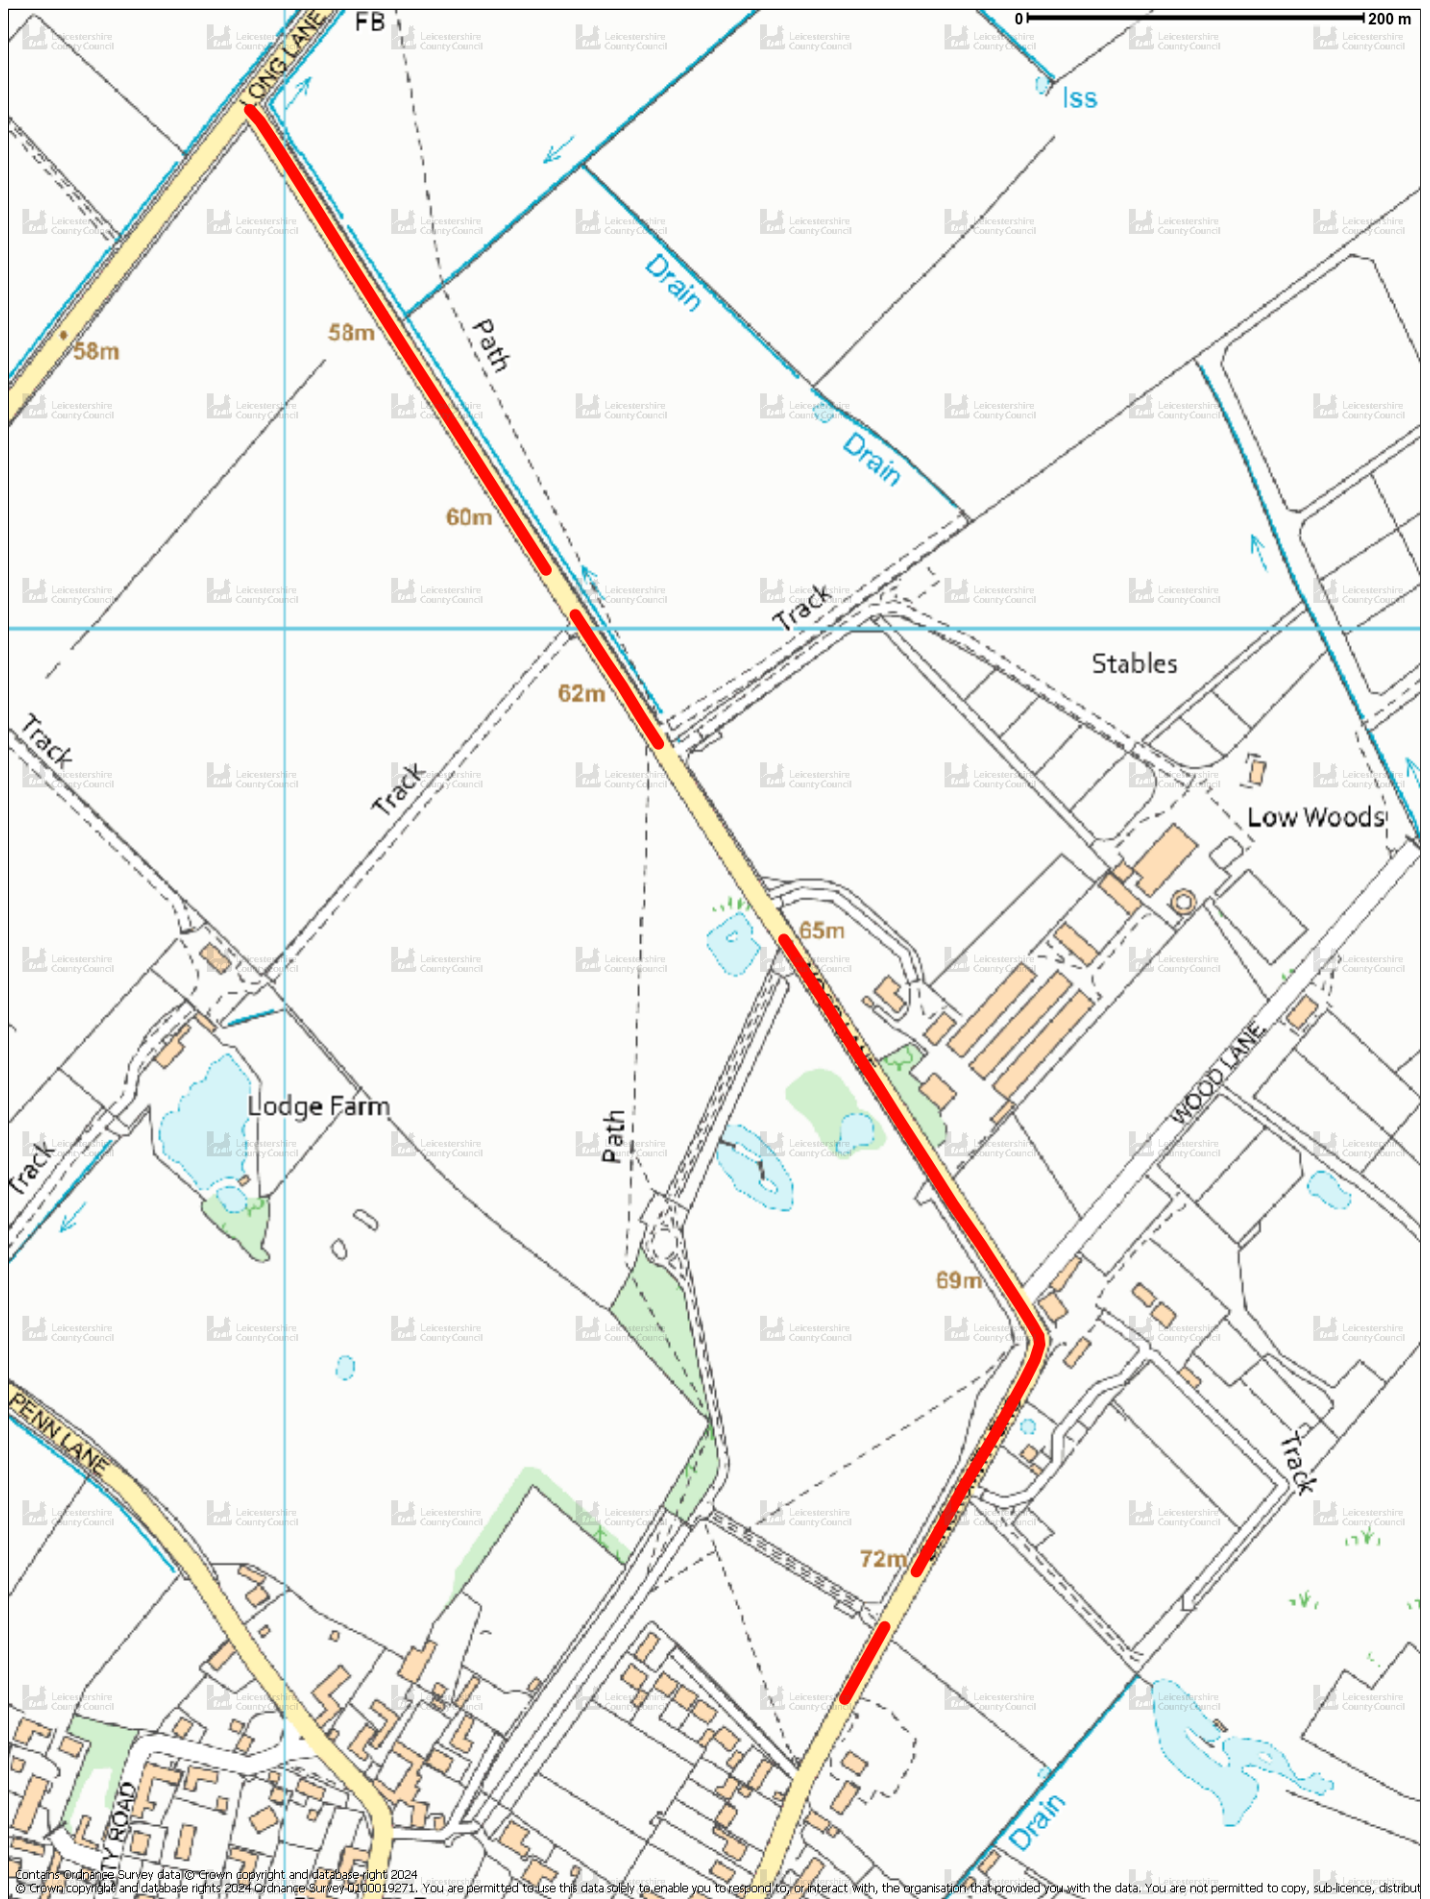 FB
0 200 m
LONG LANE
Iss
Drain
58m
Path
58m
Drain
60m
Track
Stables
62m
Track
Track
Low Woods
65m
WOOD LANE
Lodge Farm
Path
Track
69m
PENN LANE
Track
72m
ROAD
Drain
Contains Ordnance Survey data © Crown copyright and database right 2024
© Crown copyright and database rights 2024 Ordnance Survey 0100019271. You are permitted to use this data solely to enable you to respond to, or interact with, the organisation that provided you with the data. You are not permitted to copy, sub-licence, distribut
Leicestershire
County Council